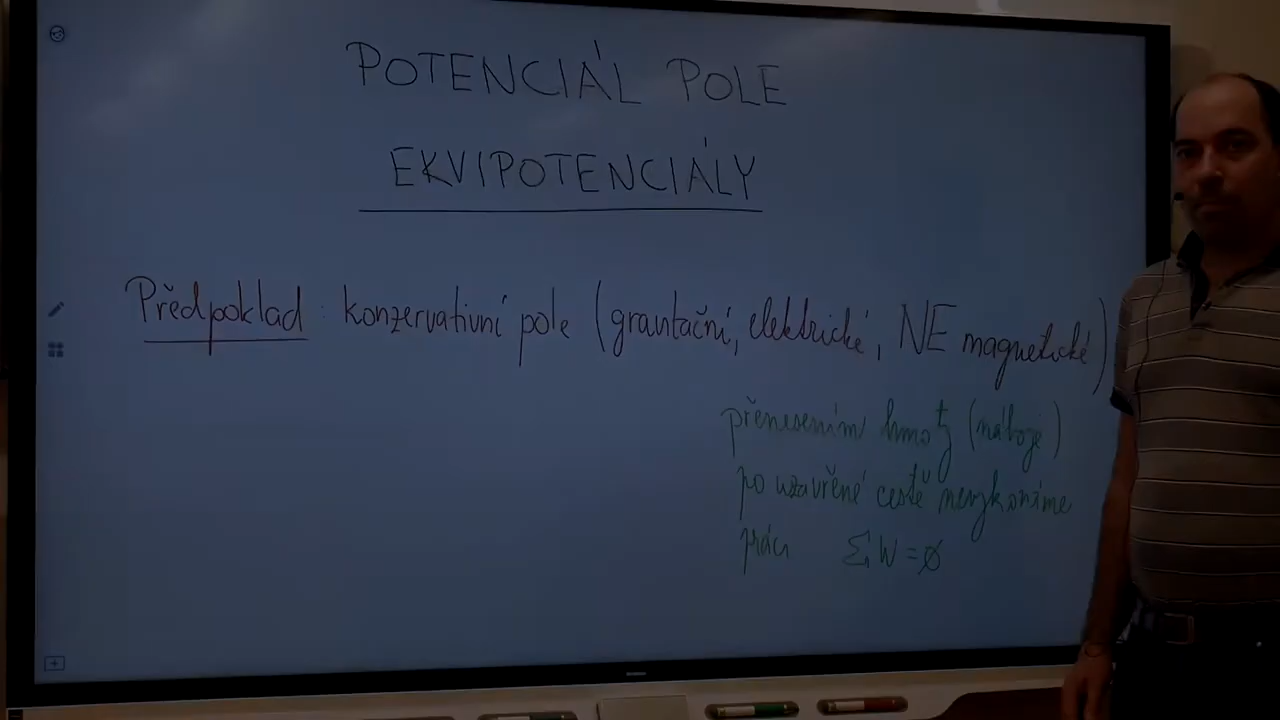 POTENCIÁL POLE
EKVIPOTENCIÁLY
Předpoklad: konzervativní pole (gravitační, elektrické, NE magnetické)
přenesením hmoty (náboje)
po uzavřené cestě nevykonáme
práci ΣW=∅